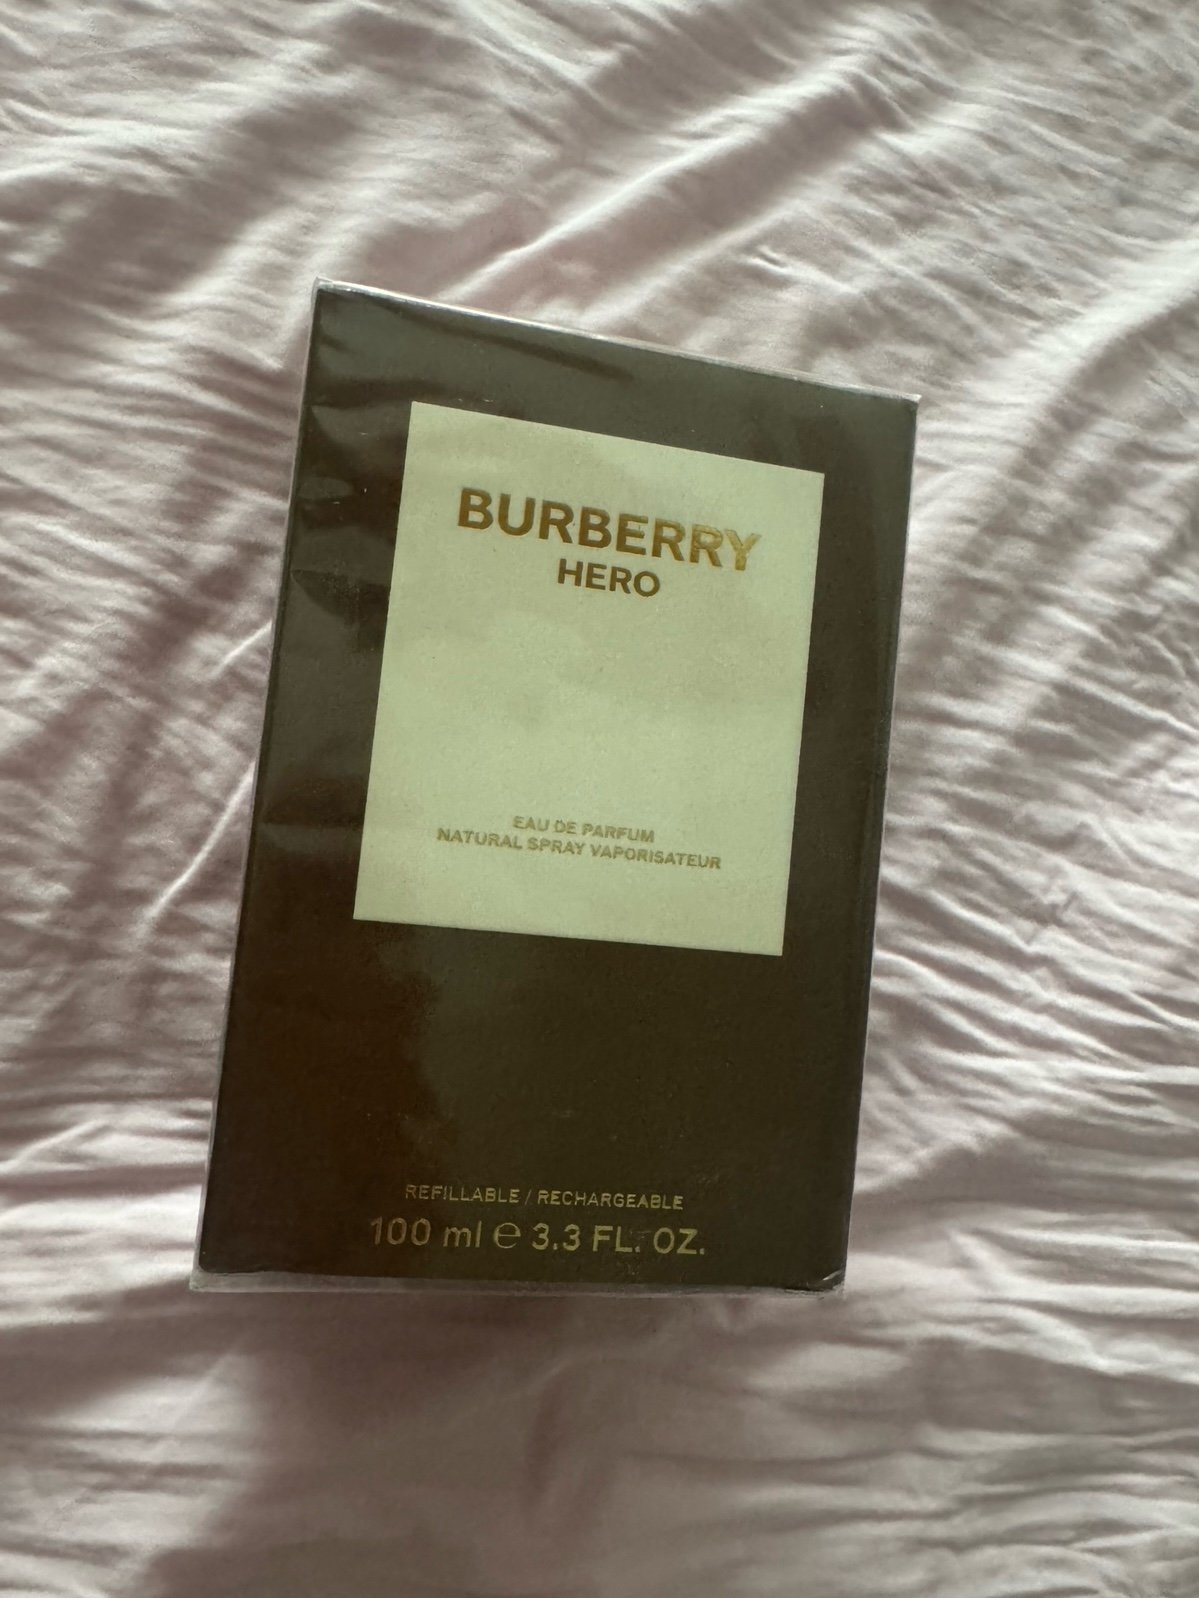 BURBERRY
HERO
EAU DE PARFUM
NATURAL SPRAY VAPORISATEUR
REFILLABLE / RECHARGEABLE
100 ml ℮ 3.3 FL. OZ.